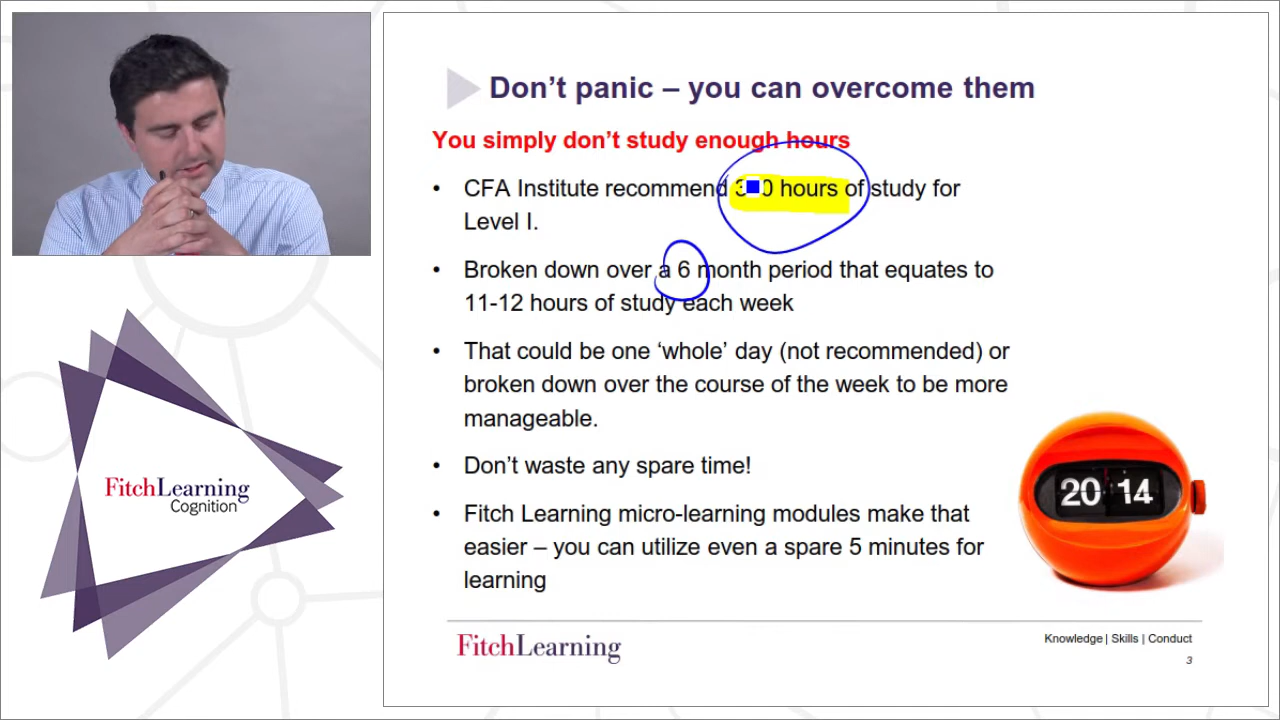 Don’t panic – you can overcome them
You simply don’t study enough hours
• CFA Institute recommend hours of study for
Level I.
• Broken down over a 6 month period that equates to
11-12 hours of study each week
• That could be one ‘whole’ day (not recommended) or
broken down over the course of the week to be more
manageable.
• Don’t waste any spare time!
• Fitch Learning micro-learning modules make that
easier – you can utilize even a spare 5 minutes for
learning
20 14
FitchLearning
Cognition
FitchLearning
Knowledge | Skills | Conduct
3